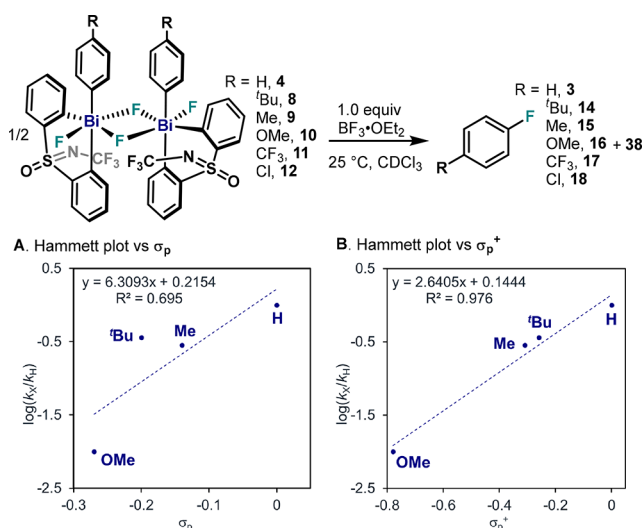 R
R
Bi
F
Bi
F
F
F
1/2
S
N
CF₃
F₃C
N
S
O
O
R = H, 4
ᵗBu, 8
Me, 9
OMe, 10
CF₃, 11
Cl, 12
1.0 equiv
BF₃•OEt₂
25 °C, CDCl₃
F
R
R = H, 3
ᵗBu, 14
Me, 15
OMe, 16 + 38
CF₃, 17
Cl, 18
A. Hammett plot vs σₚ
y = 6.3093x + 0.2154
R² = 0.695
0.5
-0.5
-1.5
-2.5
log(kₓ/k_H)
ᵗBu
Me
H
OMe
-0.3
-0.2
-0.1
0
σₚ
B. Hammett plot vs σₚ⁺
y = 2.6405x + 0.1444
R² = 0.976
0.5
-0.5
-1.5
-2.5
log(kₓ/k_H)
ᵗBu
Me
H
OMe
-0.8
-0.6
-0.4
-0.2
0
σₚ⁺